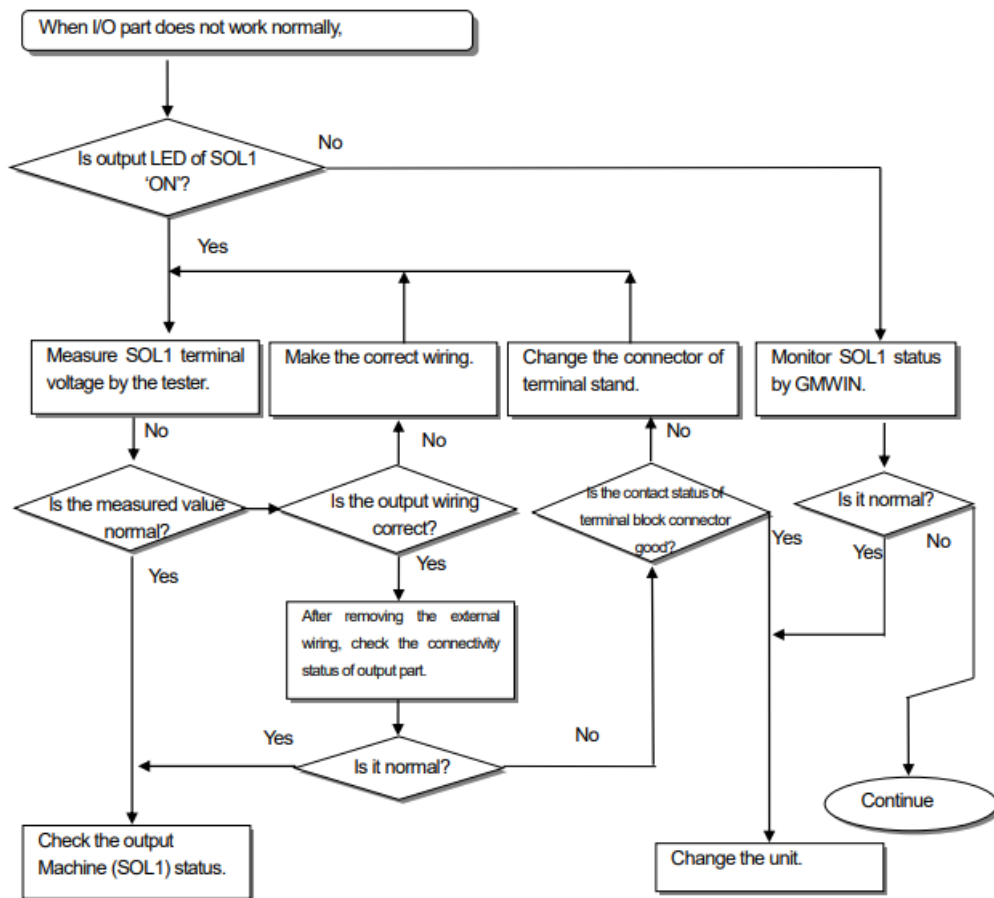 When I/O part does not work normally,
No
Is output LED of SOL1
‘ON’?
Yes
Measure SOL1 terminal
voltage by the tester.
Make the correct wiring.
Change the connector of
terminal stand.
Monitor SOL1 status
by GMWIN.
No
No
No
Is the measured value
normal?
Is the output wiring
correct?
Is the contact status of
terminal block connector
good?
Is it normal?
Yes
Yes
Yes
Yes
No
After removing the external
wiring, check the connectivity
status of output part.
Yes
No
Is it normal?
Continue
Check the output
Machine (SOL1) status.
Change the unit.